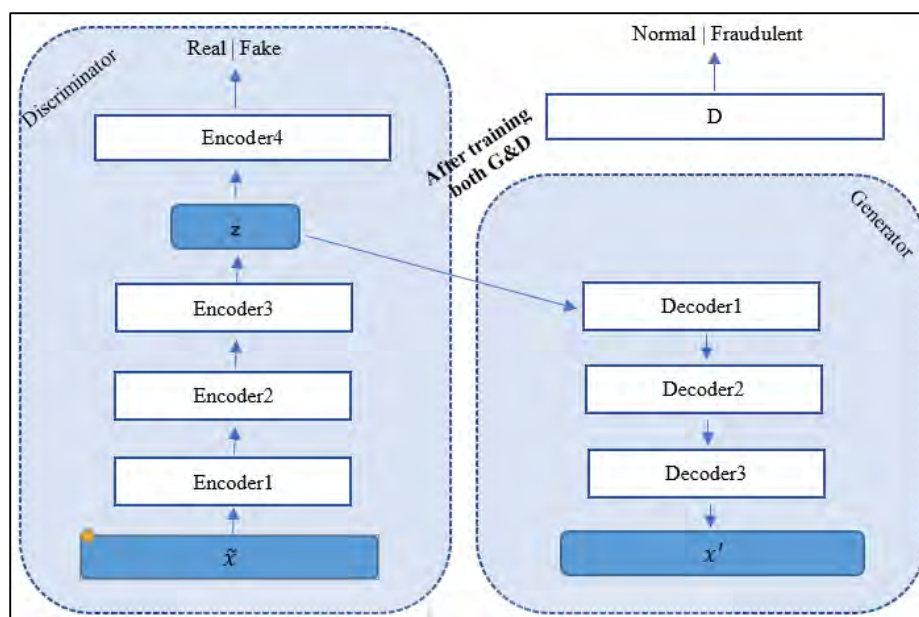 Real | Fake
Discriminator
Encoder4
z
Encoder3
Encoder2
Encoder1
x̃
After training
both G&D
Normal | Fraudulent
D
Generator
Decoder1
Decoder2
Decoder3
x'